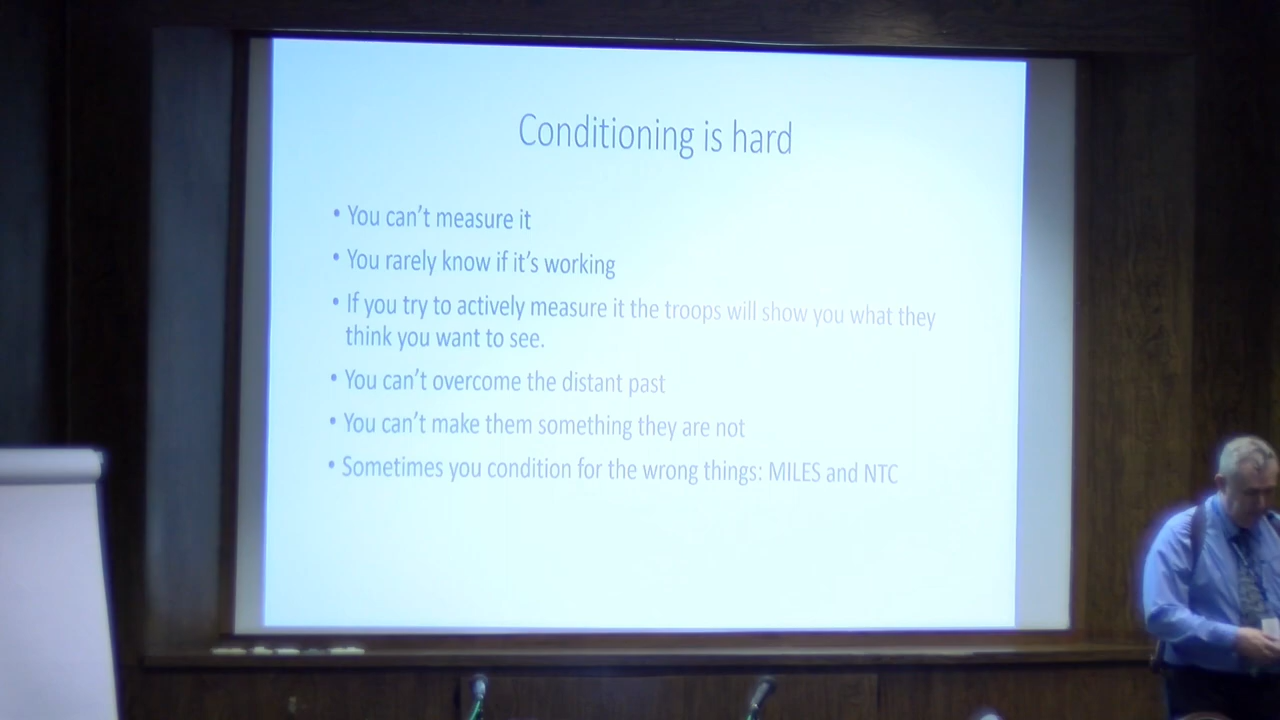 Conditioning is hard
• You can't measure it
• You rarely know if it's working
• If you try to actively measure it the troops will show you what they
think you want to see.
• You can't overcome the distant past
• You can't make them something they are not
• Sometimes you condition for the wrong things: MILES and NTC